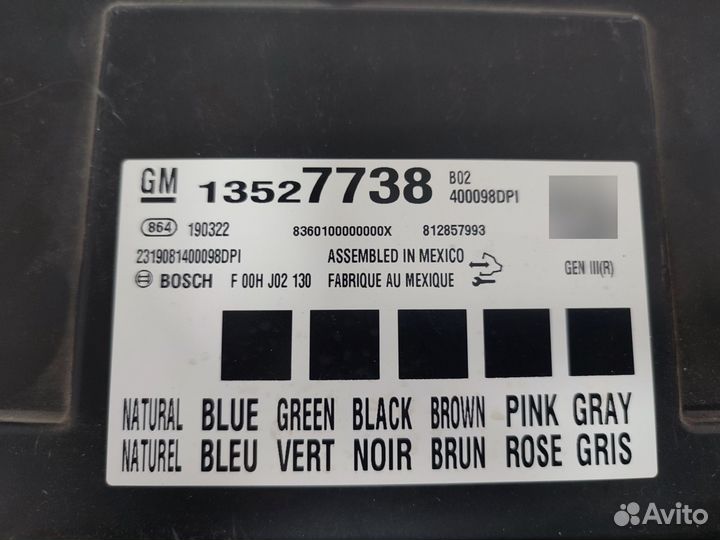 GM 13527738 B02
400098DPI
864 190322 8360100000000X 812857993
2319081400098DPI ASSEMBLED IN MEXICO GEN III(R)
BOSCH F 00H J02 130 FABRIQUE AU MEXIQUE
NATURAL BLUE GREEN BLACK BROWN PINK GRAY
NATUREL BLEU VERT NOIR BRUN ROSE GRIS
Avito